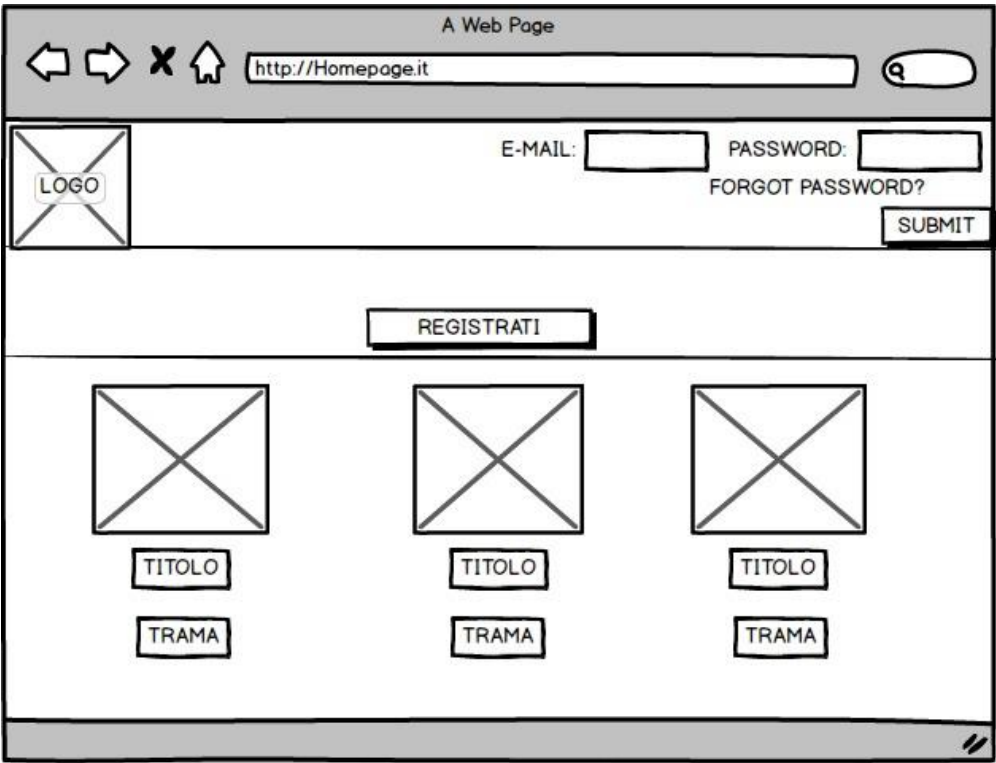 A Web Page
http://Homepage.it
LOGO
E-MAIL: PASSWORD:
FORGOT PASSWORD?
SUBMIT
REGISTRATI
TITOLO TITOLO TITOLO
TRAMA TRAMA TRAMA